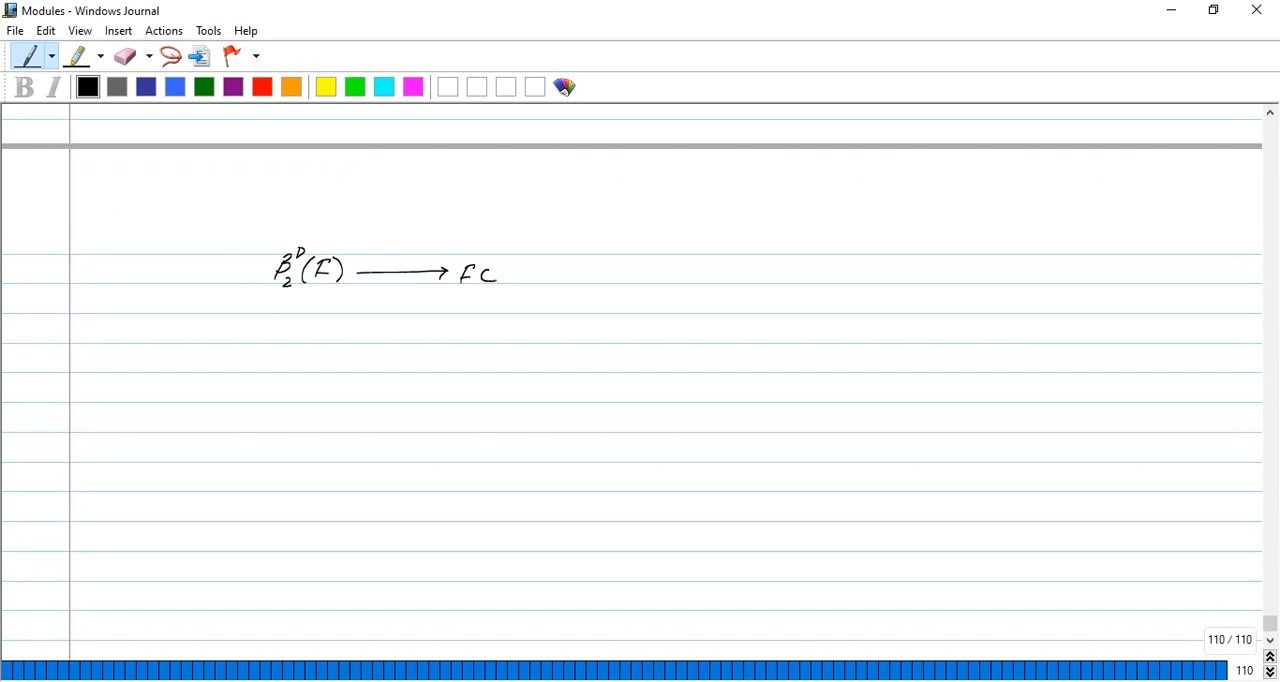 Modules - Windows Journal
File Edit View Insert Actions Tools Help
B I
β₂ᴰ(F) ⟶ FC
110 / 110
110